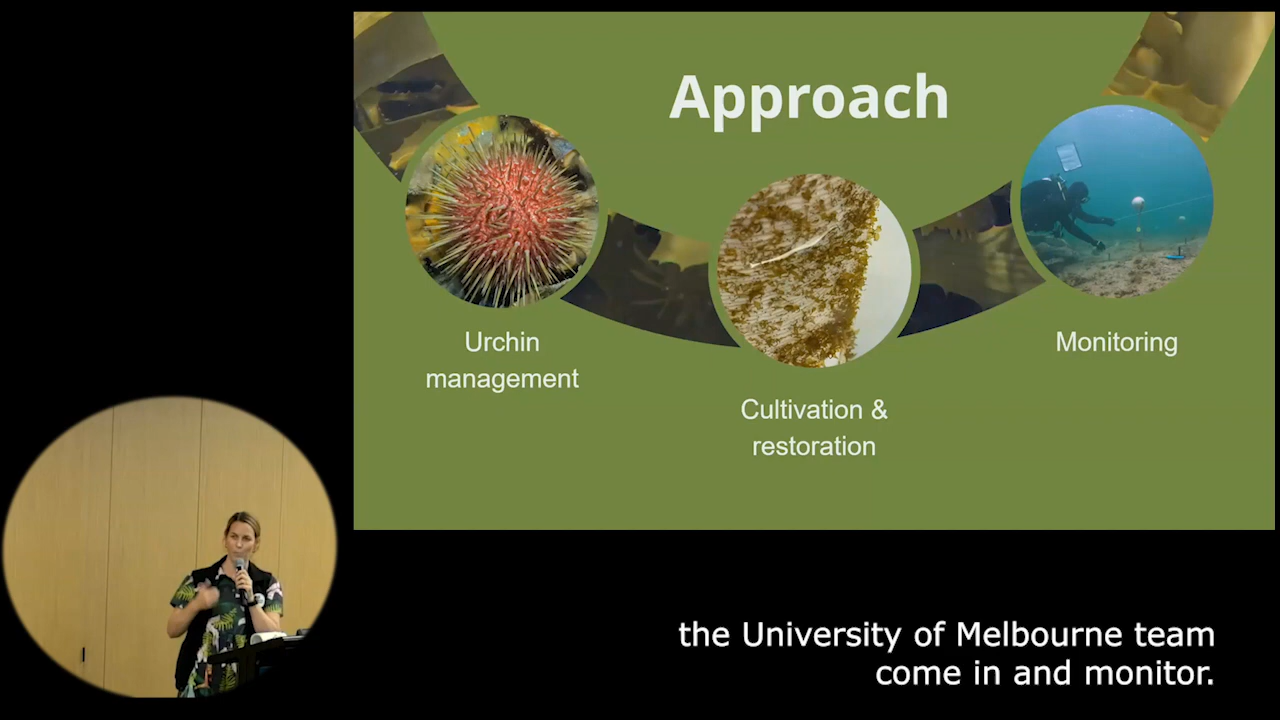 Approach
Urchin
management
Cultivation &
restoration
Monitoring
the University of Melbourne team
come in and monitor.